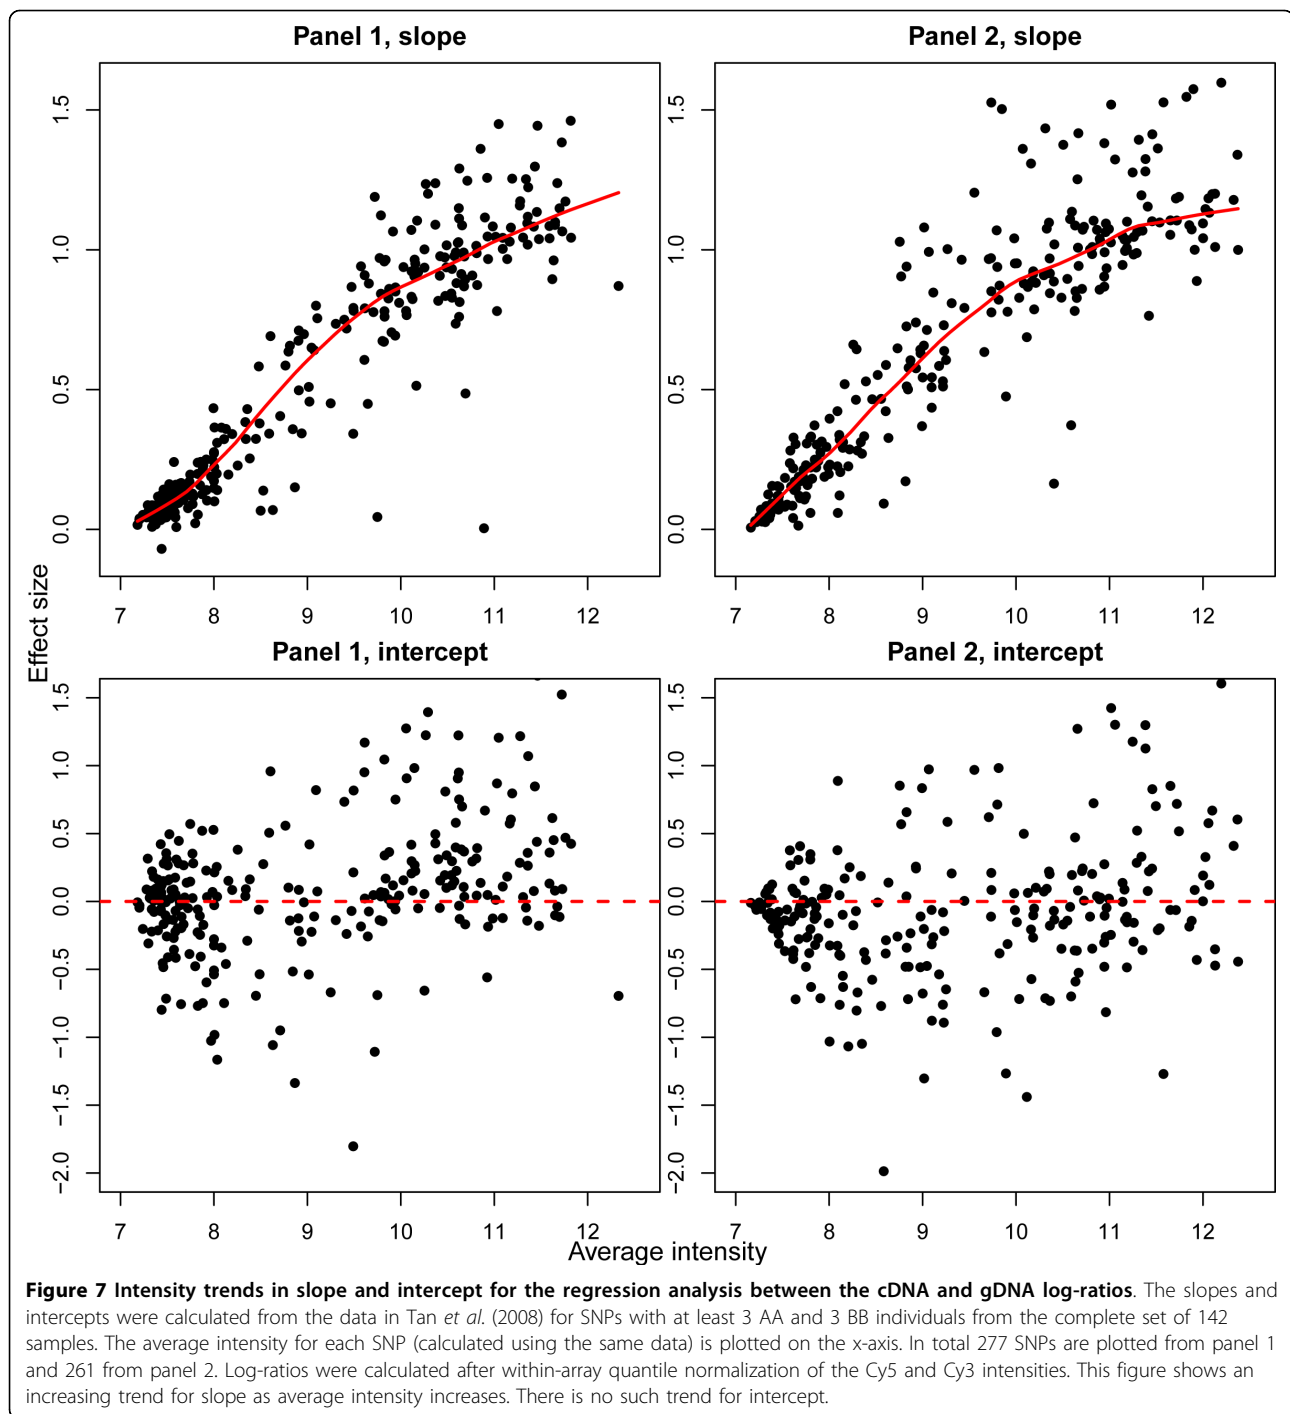 Panel 1, slope
Panel 2, slope
1.5
1.0
0.5
0.0
7 8 9 10 11 12
1.5
1.0
0.5
0.0
7 8 9 10 11 12
Effect size
Panel 1, intercept
Panel 2, intercept
1.5
1.0
0.5
0.0
−0.5
−1.0
−1.5
−2.0
7 8 9 10 11 12
1.5
1.0
0.5
0.0
−0.5
−1.0
−1.5
−2.0
7 8 9 10 11 12
Average intensity
Figure 7 Intensity trends in slope and intercept for the regression analysis between the cDNA and gDNA log-ratios. The slopes and
intercepts were calculated from the data in Tan et al. (2008) for SNPs with at least 3 AA and 3 BB individuals from the complete set of 142
samples. The average intensity for each SNP (calculated using the same data) is plotted on the x-axis. In total 277 SNPs are plotted from panel 1
and 261 from panel 2. Log-ratios were calculated after within-array quantile normalization of the Cy5 and Cy3 intensities. This figure shows an
increasing trend for slope as average intensity increases. There is no such trend for intercept.